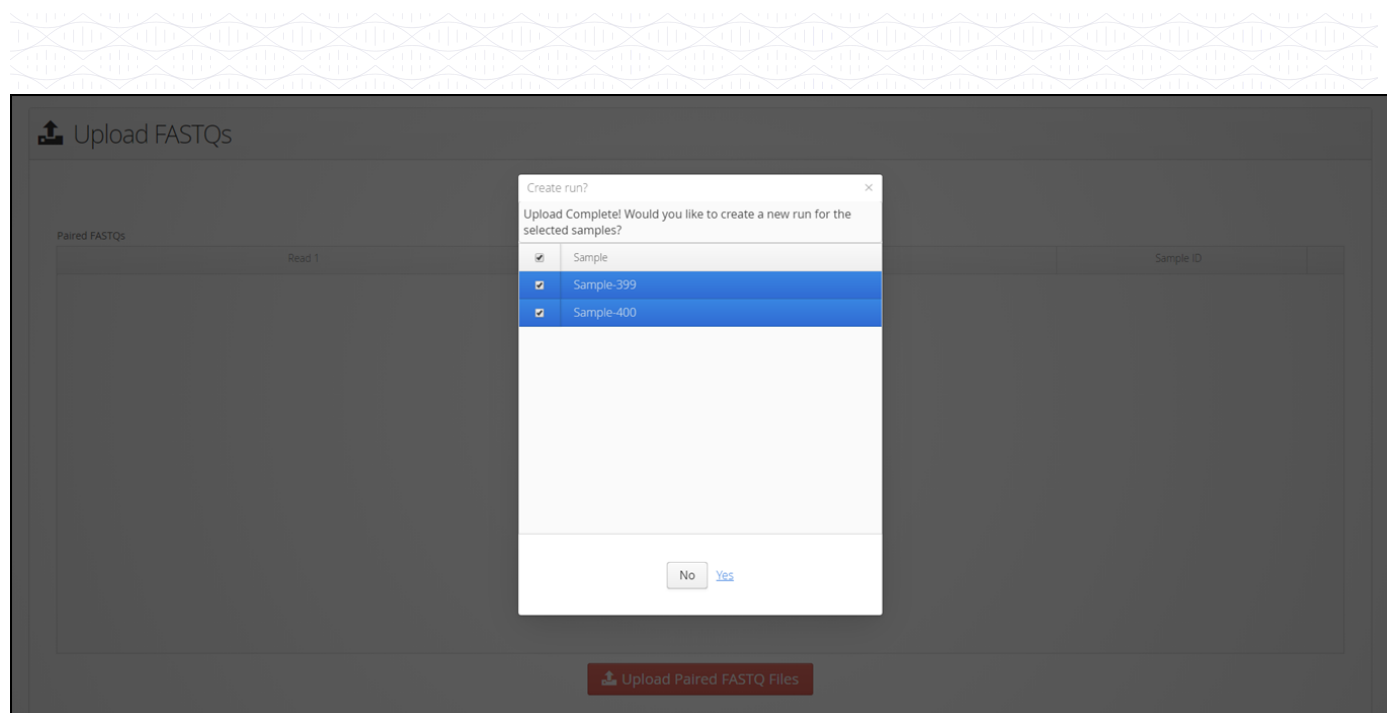 Upload FASTQs
Create run? ×
Upload Complete! Would you like to create a new run for the
selected samples?
Paired FASTQs
Read 1
Sample ID
Sample
Sample-399
Sample-400
No Yes
Upload Paired FASTQ Files